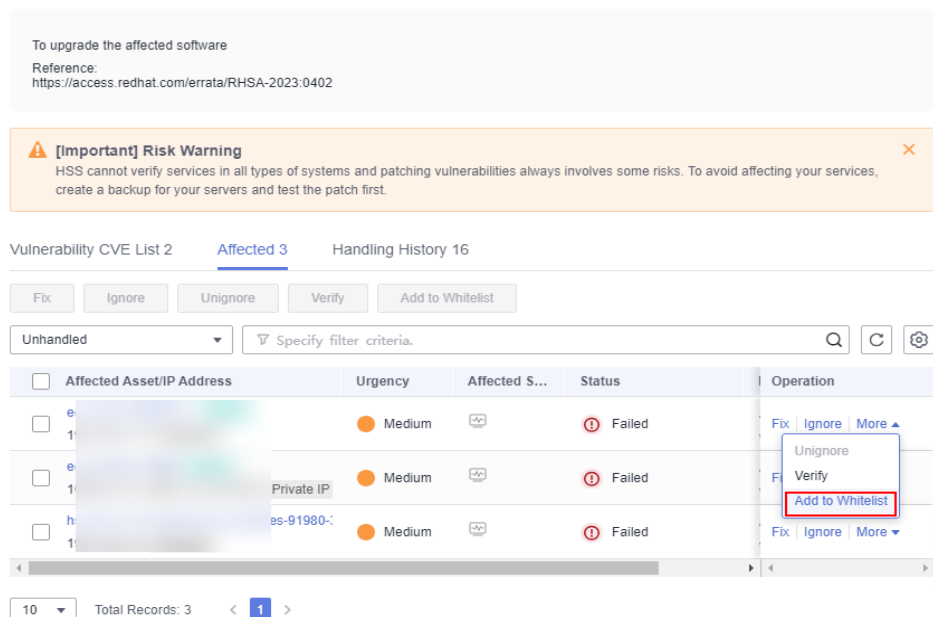 To upgrade the affected software
Reference:
https://access.redhat.com/errata/RHSA-2023:0402
[Important] Risk Warning
HSS cannot verify services in all types of systems and patching vulnerabilities always involves some risks. To avoid affecting your services,
create a backup for your servers and test the patch first.
Vulnerability CVE List 2 Affected 3 Handling History 16
Fix Ignore Unignore Verify Add to Whitelist
Unhandled Specify filter criteria.
Affected Asset/IP Address Urgency Affected S... Status Operation
Medium Failed Fix Ignore More
Unignore
Verify
Medium Failed
Private IP
Add to Whitelist
es-91980-
Medium Failed Fix Ignore More
10 Total Records: 3 < 1 >